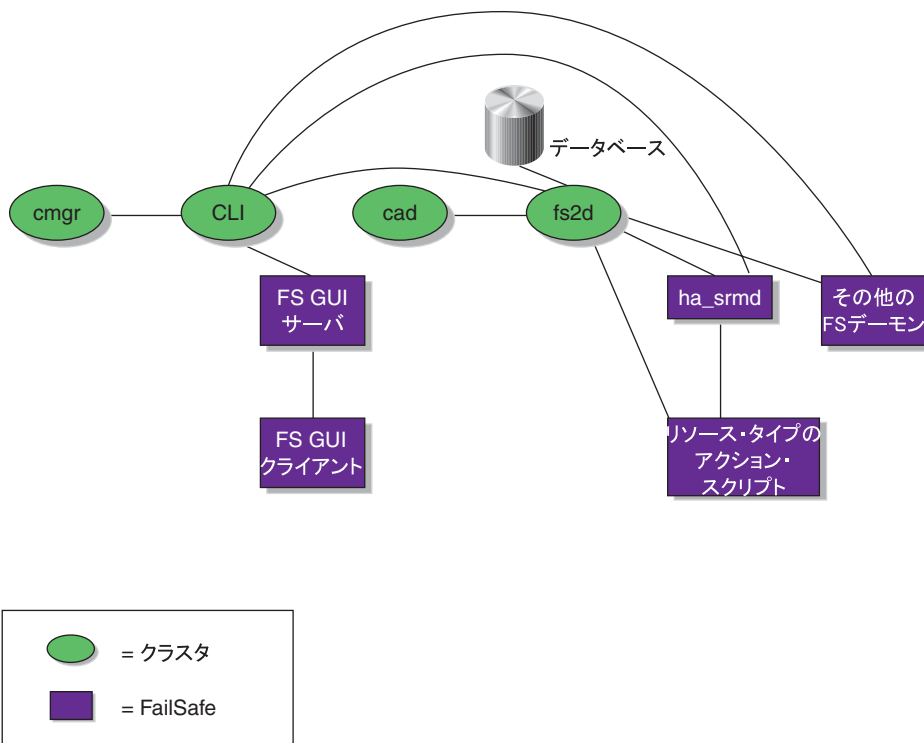 データベース
cmgr
CLI
cad
fs2d
FS GUI
サーバ
ha_srmd
その他の
FSデーモン
FS GUI
クライアント
リソース・タイプの
アクション・
スクリプト
= クラスタ
= FailSafe